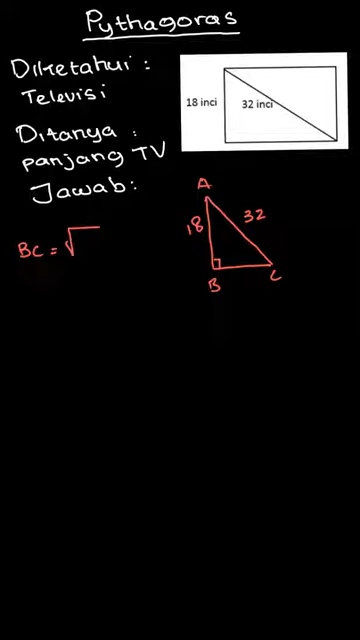 Pythagoras
Diketahui :
Televisi
18 inci
32 inci
Ditanya :
panjang TV
Jawab :
A
18
32
B
C
BC = √